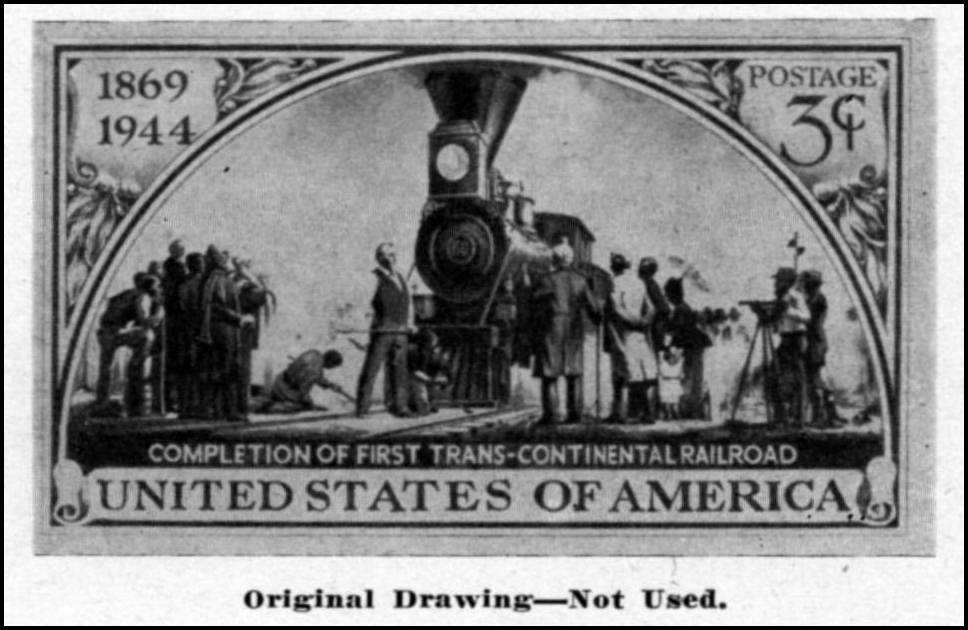 1869
1944
POSTAGE
3¢
COMPLETION OF FIRST TRANS-CONTINENTAL RAILROAD
UNITED STATES OF AMERICA
Original Drawing—Not Used.